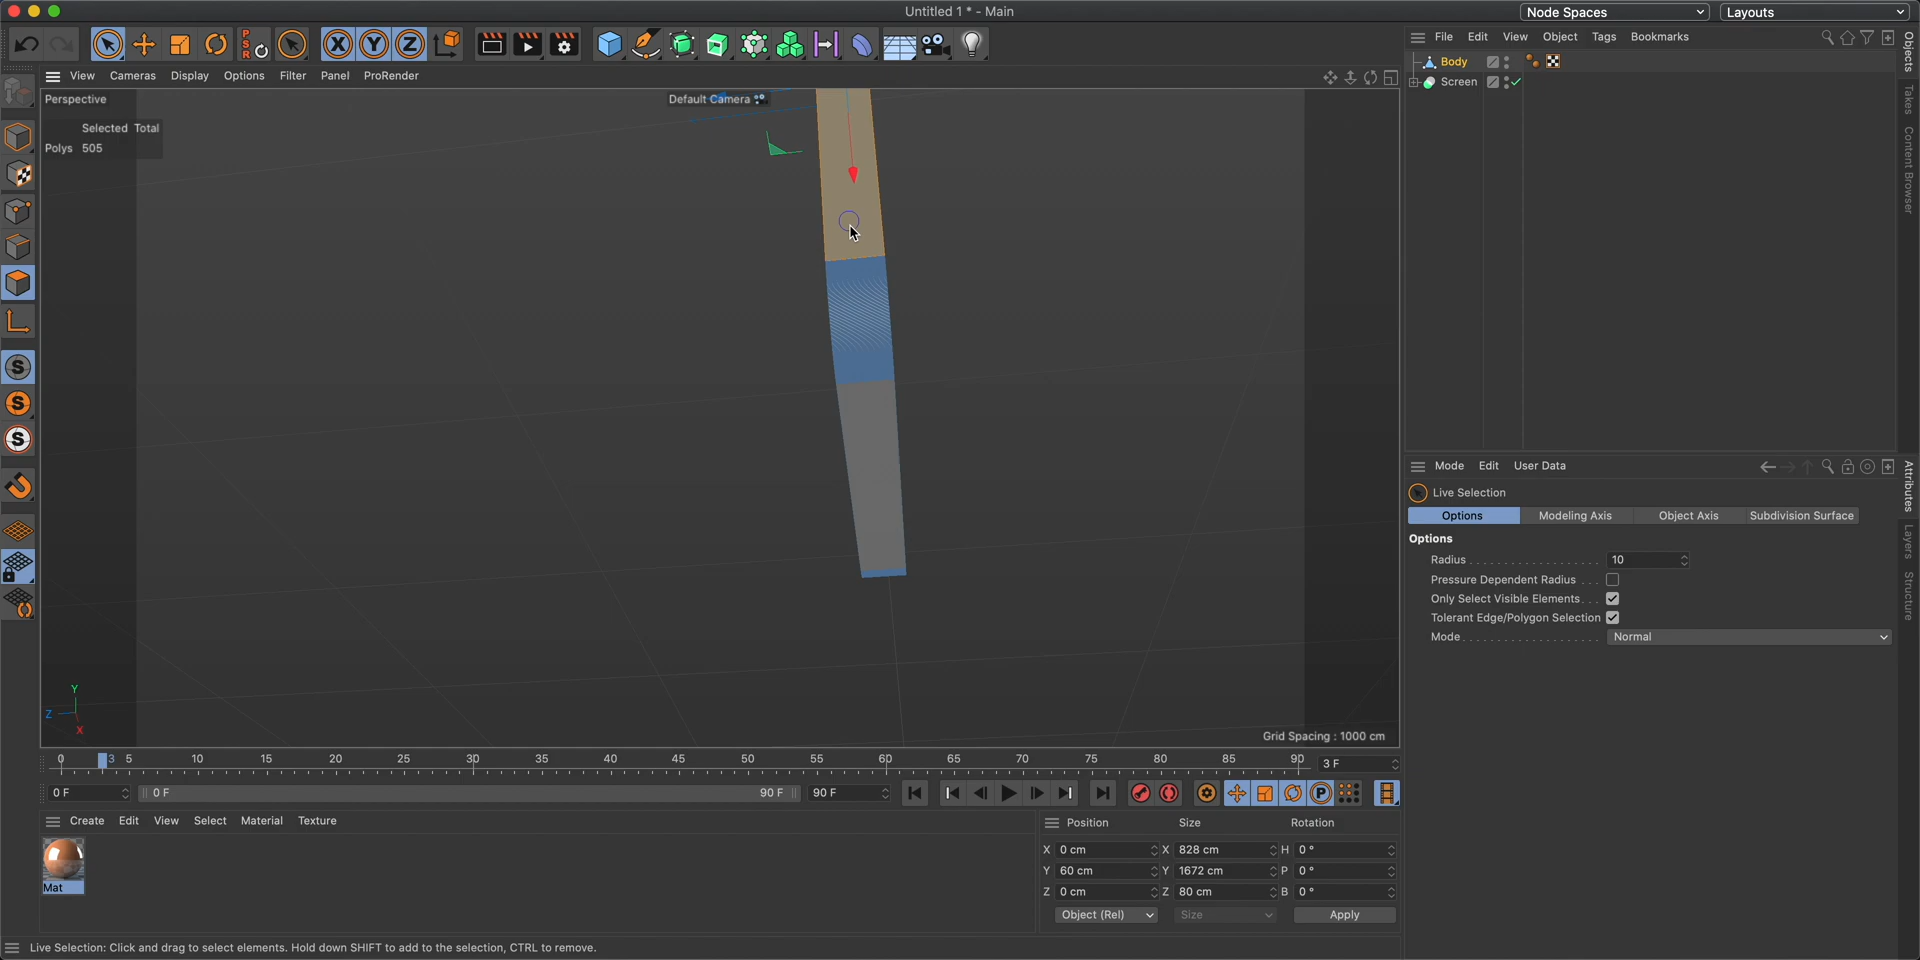 Untitled 1 * - Main
Node Spaces
Layouts
PSR
X Y Z
File Edit View Object Tags Bookmarks
View Cameras Display Options Filter Panel ProRender
Body
Screen
Objects
Takes
Content Browser
Perspective
Default Camera
Selected Total
Polys 505
S
S
S
Y
Z
X
Grid Spacing : 1000 cm
Mode Edit User Data
Live Selection
Options Modeling Axis Object Axis Subdivision Surface
Options
Radius 10
Pressure Dependent Radius
Only Select Visible Elements
Tolerant Edge/Polygon Selection
Mode Normal
Attributes
Layers
Structure
0 3 5 10 15 20 25 30 35 40 45 50 55 60 65 70 75 80 85 90 3 F
0 F 0 F 90 F 90 F P
Create Edit View Select Material Texture
Mat
Position Size Rotation
X 0 cm X 828 cm H 0 °
Y 60 cm Y 1672 cm P 0 °
Z 0 cm Z 80 cm B 0 °
Object (Rel) Size Apply
Live Selection: Click and drag to select elements. Hold down SHIFT to add to the selection, CTRL to remove.